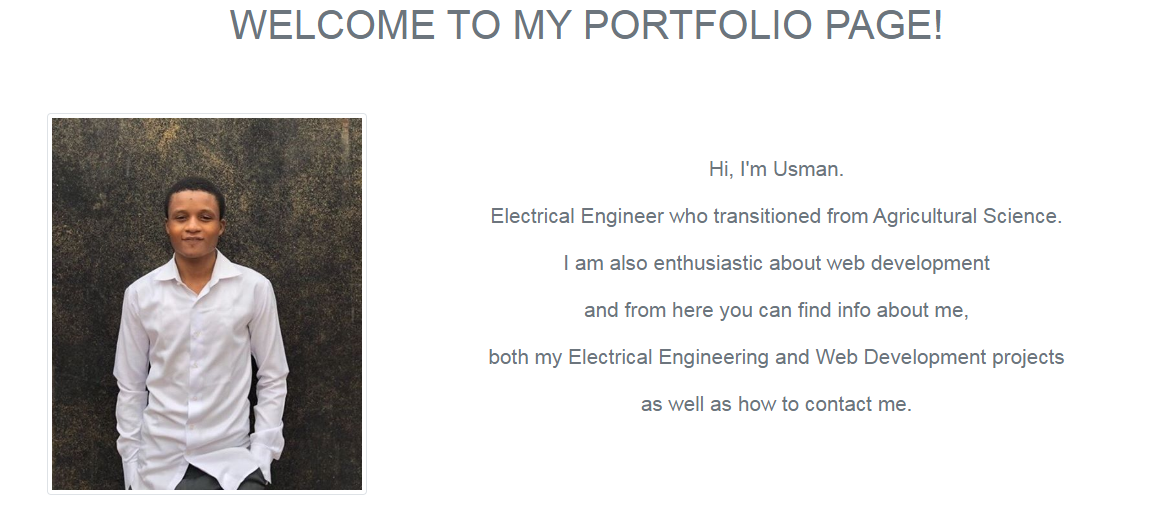 WELCOME TO MY PORTFOLIO PAGE!
Hi, I'm Usman.
Electrical Engineer who transitioned from Agricultural Science.
I am also enthusiastic about web development
and from here you can find info about me,
both my Electrical Engineering and Web Development projects
as well as how to contact me.